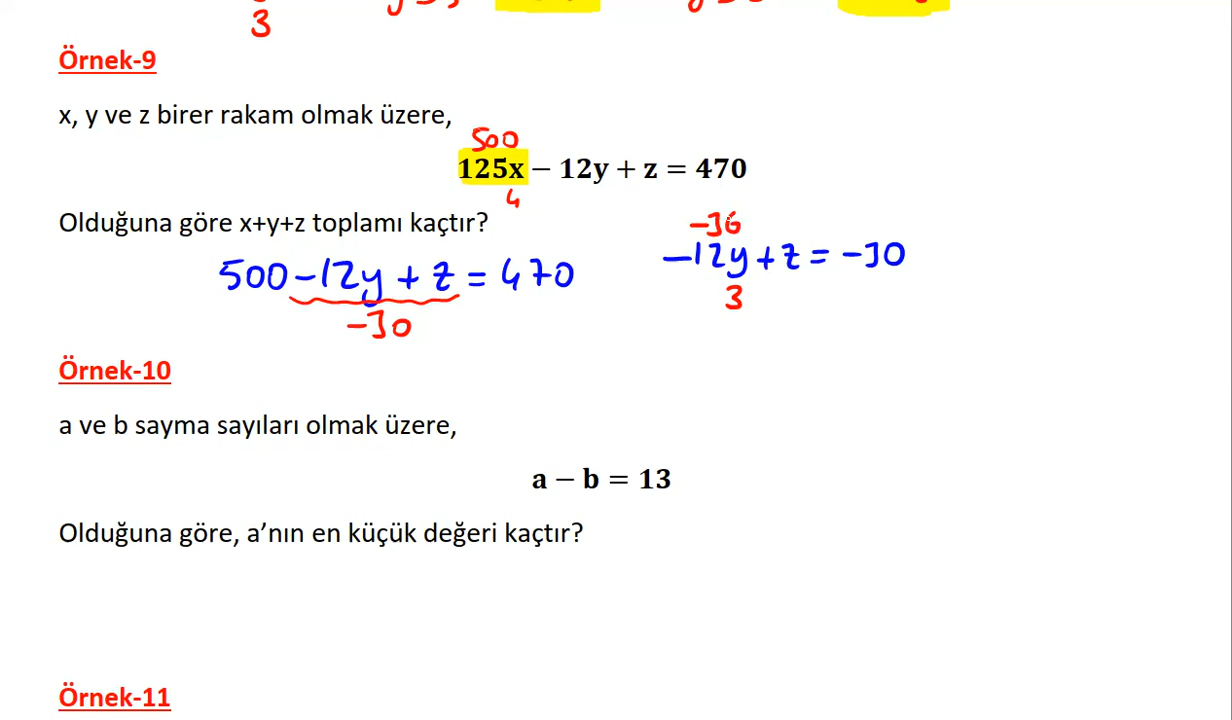 3
Örnek-9
x, y ve z birer rakam olmak üzere,
500
125x − 12y + z = 470
4
Olduğuna göre x+y+z toplamı kaçtır?
-36
-12y + z = -30
500 -12y + z = 470
3
-30
Örnek-10
a ve b sayma sayıları olmak üzere,
a − b = 13
Olduğuna göre, a’nın en küçük değeri kaçtır?
Örnek-11